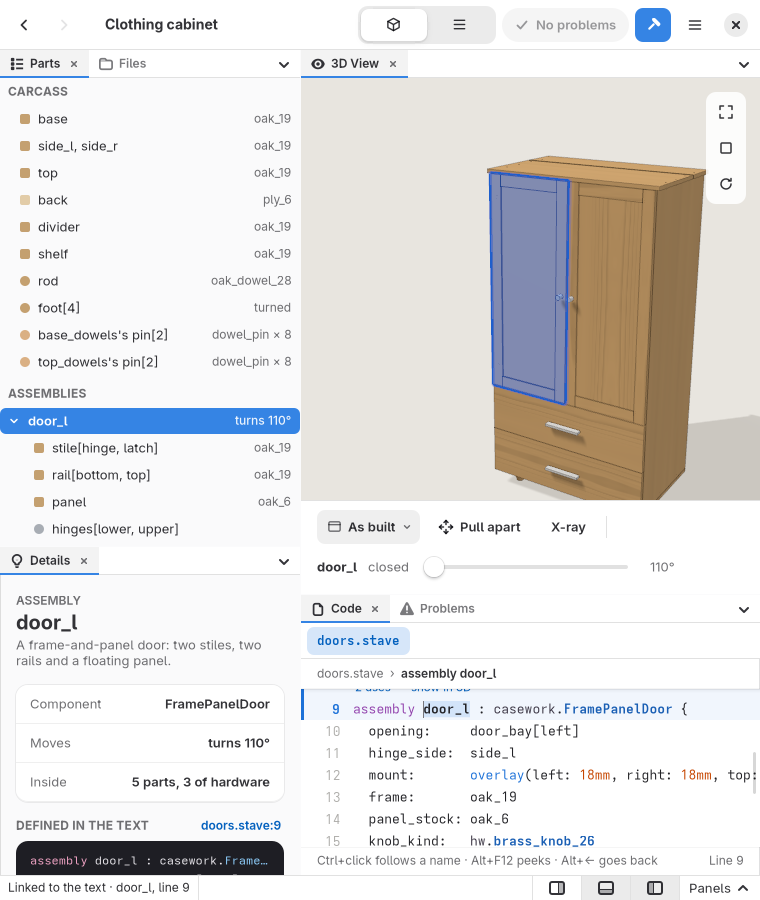 Clothing cabinet
No problems
Parts
Files
3D View
CARCASS
base oak_19
side_l, side_r oak_19
top oak_19
back ply_6
divider oak_19
shelf oak_19
rod oak_dowel_28
foot[4] turned
base_dowels's pin[2] dowel_pin × 8
top_dowels's pin[2] dowel_pin × 8
ASSEMBLIES
door_l turns 110°
stile[hinge, latch] oak_19
rail[bottom, top] oak_19
panel oak_6
hinges[lower, upper]
As built
Pull apart
X-ray
door_l closed 110°
Details
ASSEMBLY
door_l
A frame-and-panel door: two stiles, two
rails and a floating panel.
Component FramePanelDoor
Moves turns 110°
Inside 5 parts, 3 of hardware
DEFINED IN THE TEXT doors.stave:9
assembly door_l : casework.Frame…
Code
Problems
doors.stave
doors.stave › assembly door_l
9 assembly door_l : casework.FramePanelDoor {
10 opening: door_bay[left]
11 hinge_side: side_l
12 mount: overlay(left: 18mm, right: 18mm, top:
13 frame: oak_19
14 panel_stock: oak_6
15 knob_kind: hw.brass_knob_26
Ctrl+click follows a name · Alt+F12 peeks · Alt+← goes back Line 9
Linked to the text · door_l, line 9
Panels